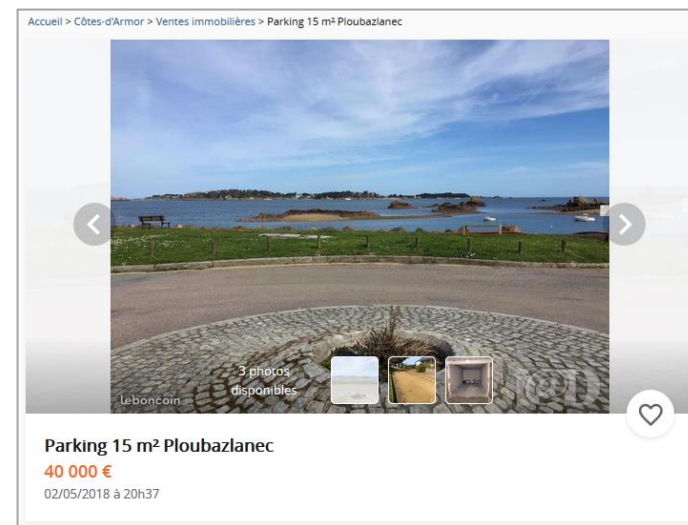 Accueil > Côtes-d'Armor > Ventes immobilières > Parking 15 m² Ploubazlanec
3 photos
disponibles
leboncoin
Parking 15 m² Ploubazlanec
40 000 €
02/05/2018 à 20h37